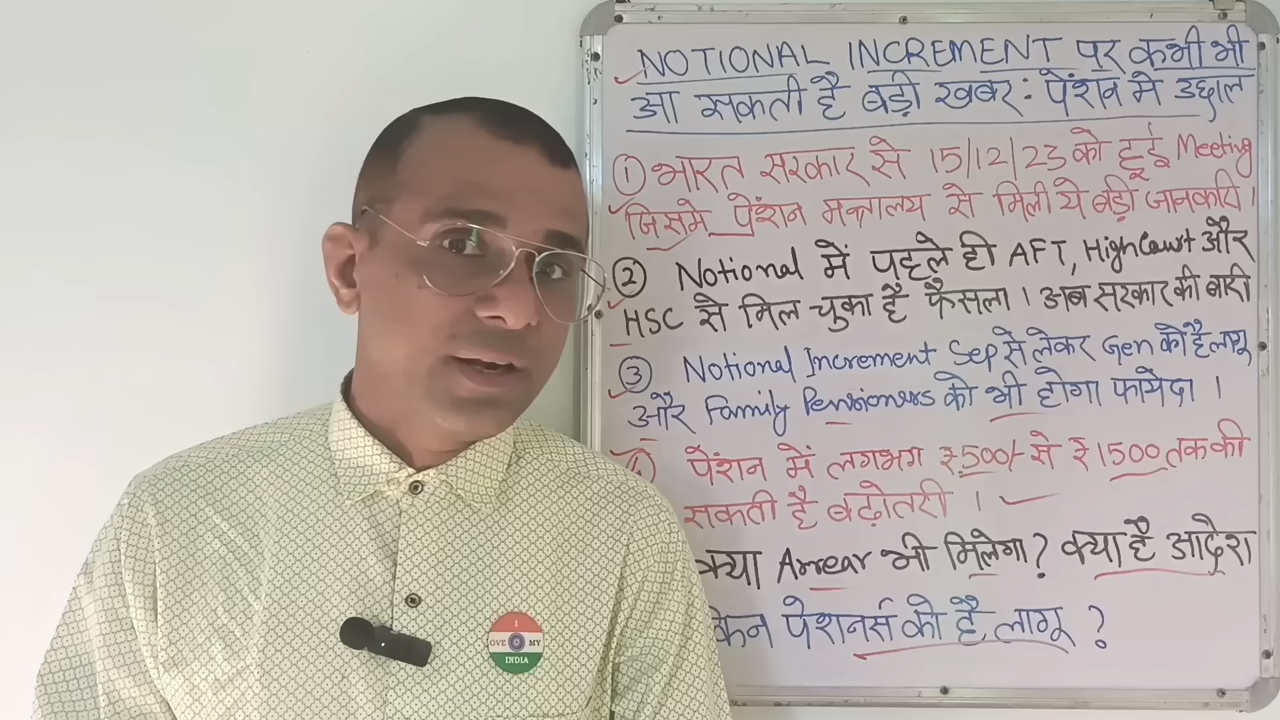 NOTIONAL INCREMENT पर कभी भी
आ सकती है बड़ी खबर: पेंशन मे उछाल
① भारत सरकार से 15/12/23 को हुई Meeting
जिसमे पेंशन मंत्रालय से मिली ये बड़ी जानकारी।
② Notional में पहले ही AFT, High Court और
HSC से मिल चुका है फैसला। अब सरकार की बारी
③ Notional Increment Sep से लेकर Gen को है लागू
और Family Pensioners को भी होगा फायेदा।
पेंशन में लगभग ₹500/- से ₹1500 तक की
सकती है बढ़ोतरी।
क्या Arrear भी मिलेगा? क्या है आदेश
पेंशनर्स को है लागू?
I
OVE MY
INDIA